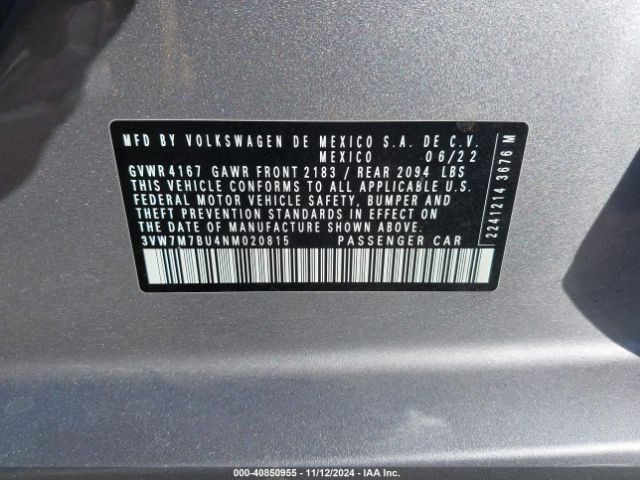 MFD BY VOLKSWAGEN DE MEXICO S.A. DE C.V.
MEXICO 06/22
GVWR 4167 GAWR FRONT 2183 / REAR 2094 LBS
THIS VEHICLE CONFORMS TO ALL APPLICABLE U.S.
FEDERAL MOTOR VEHICLE SAFETY, BUMPER AND
THEFT PREVENTION STANDARDS IN EFFECT ON
THE DATE OF MANUFACTURE SHOWN ABOVE.
3VW7M7BU4NM020815 PASSENGER CAR
2241214 3676 M
000-40850955 - 11/12/2024 - IAA Inc.